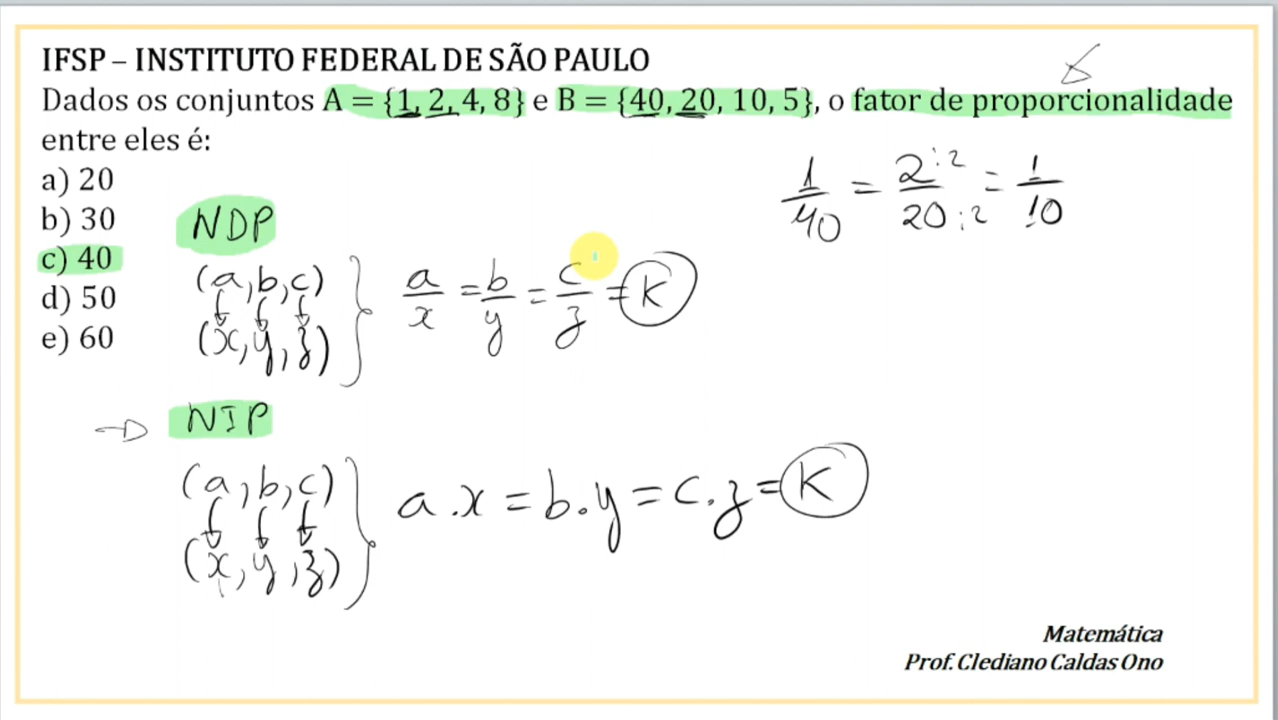 IFSP – INSTITUTO FEDERAL DE SÃO PAULO
Dados os conjuntos A = {1, 2, 4, 8} e B = {40, 20, 10, 5}, o fator de proporcionalidade
entre eles é:
a) 20
b) 30
c) 40
d) 50
e) 60
1/40 = 2:2/20:2 = 1/10
NDP
(a,b,c)
(x,y,z)
a/x = b/y = c/z = K
NIP
(a,b,c)
(x,y,z)
a.x = b.y = c.z = K
Matemática
Prof. Clediano Caldas Ono